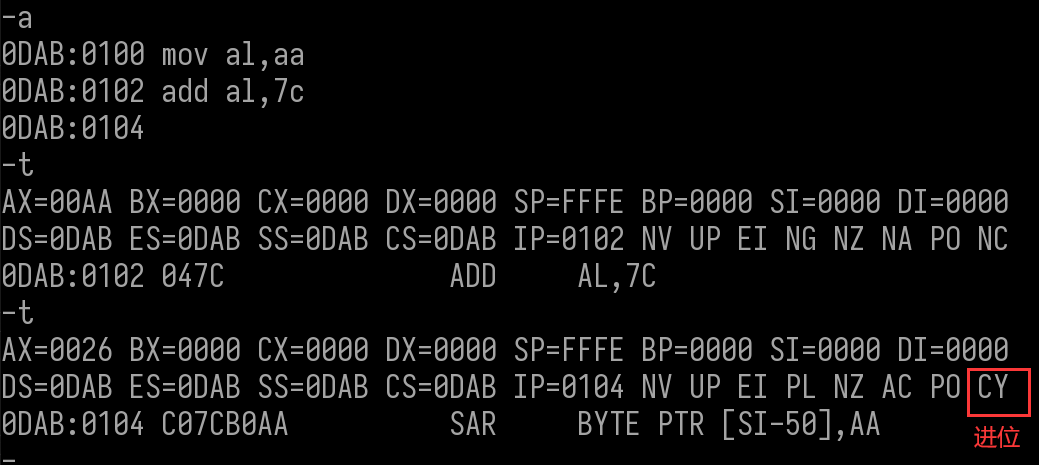 -a
0DAB:0100 mov al,aa
0DAB:0102 add al,7c
0DAB:0104
-t
AX=00AA BX=0000 CX=0000 DX=0000 SP=FFFE BP=0000 SI=0000 DI=0000
DS=0DAB ES=0DAB SS=0DAB CS=0DAB IP=0102 NV UP EI NG NZ NA PO NC
0DAB:0102 047C ADD AL,7C
-t
AX=0026 BX=0000 CX=0000 DX=0000 SP=FFFE BP=0000 SI=0000 DI=0000
DS=0DAB ES=0DAB SS=0DAB CS=0DAB IP=0104 NV UP EI PL NZ AC PO CY
0DAB:0104 C07CB0AA SAR BYTE PTR [SI-50],AA
进位
-